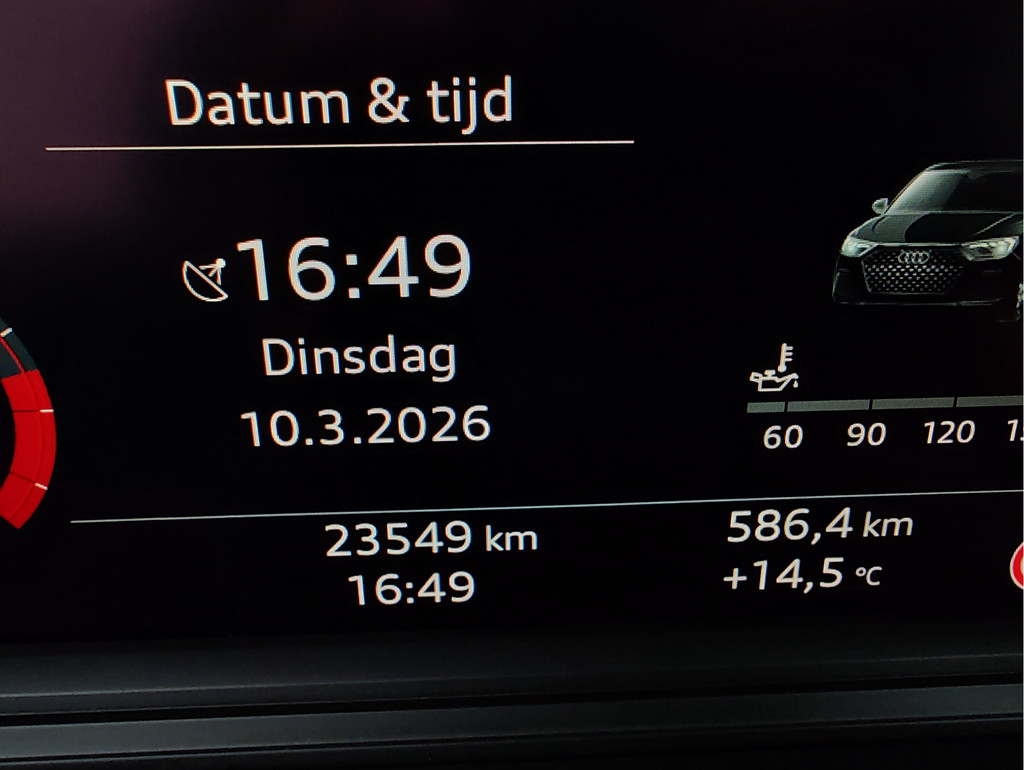 Datum & tijd
16:49
Dinsdag
10.3.2026
60 90 120
23549 km 586,4 km
16:49 +14,5 °C